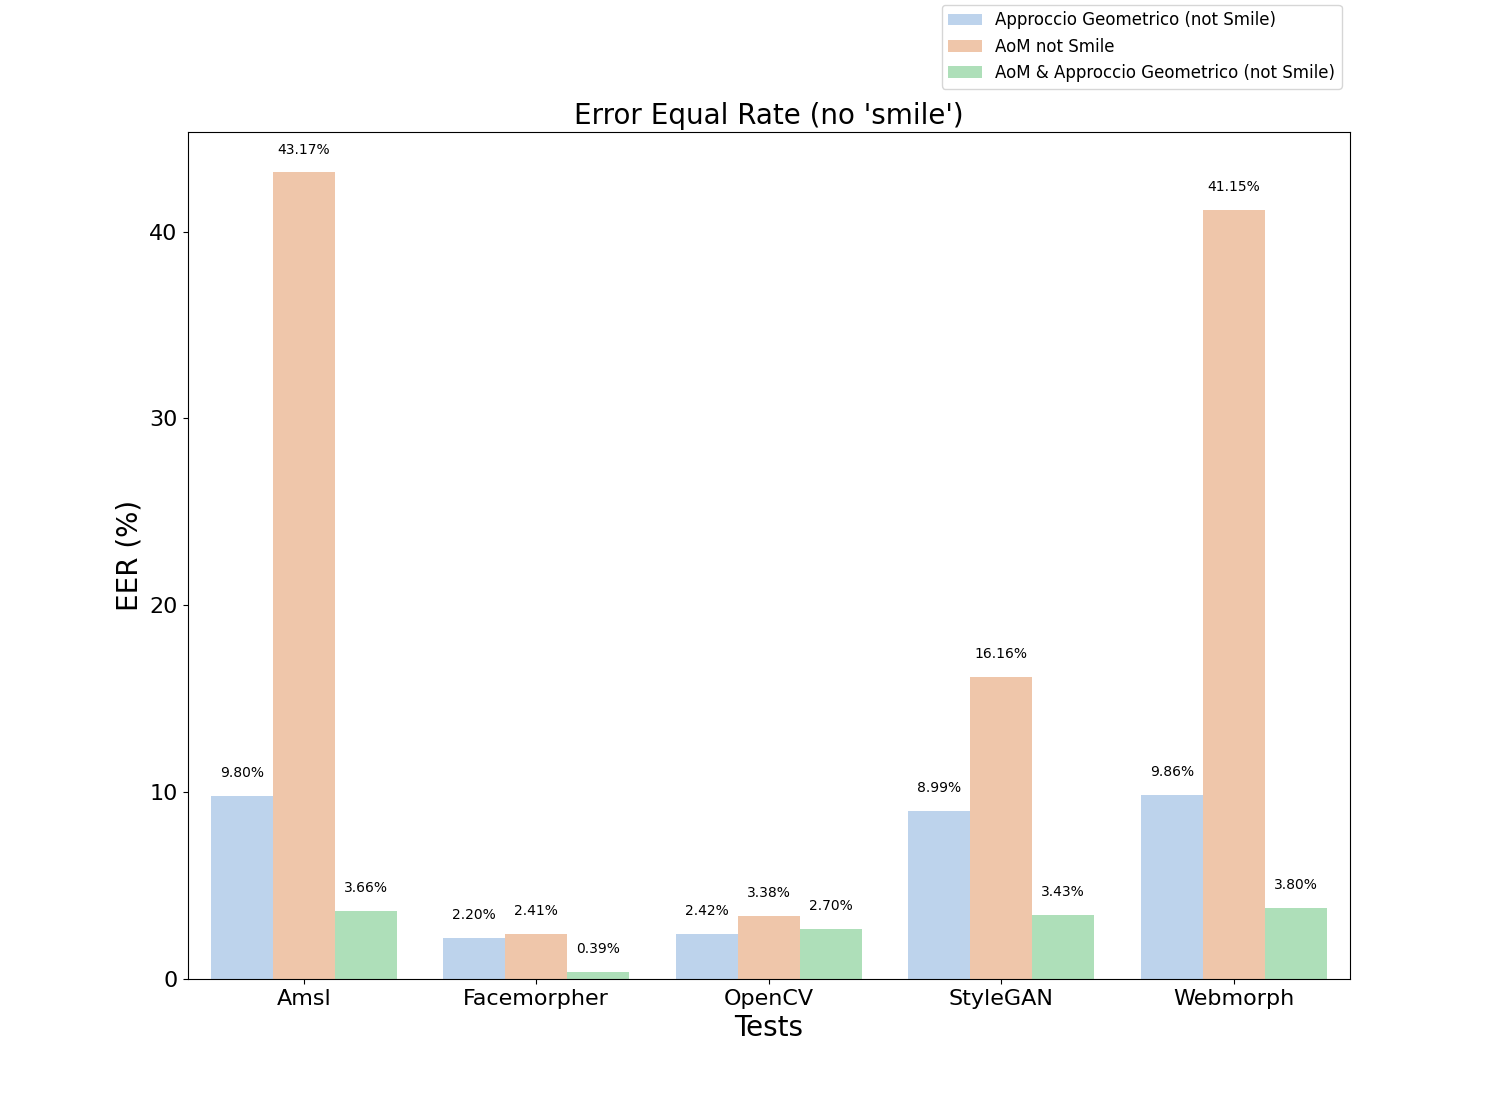 Approccio Geometrico (not Smile)
AoM not Smile
AoM & Approccio Geometrico (not Smile)
Error Equal Rate (no 'smile')
43.17%
41.15%
40
30
EER (%)
20
16.16%
10
9.80%
8.99%
9.86%
3.66%
2.20%
2.41%
0.39%
2.42%
3.38%
2.70%
3.43%
3.80%
0
Amsl
Facemorpher
OpenCV
StyleGAN
Webmorph
Tests